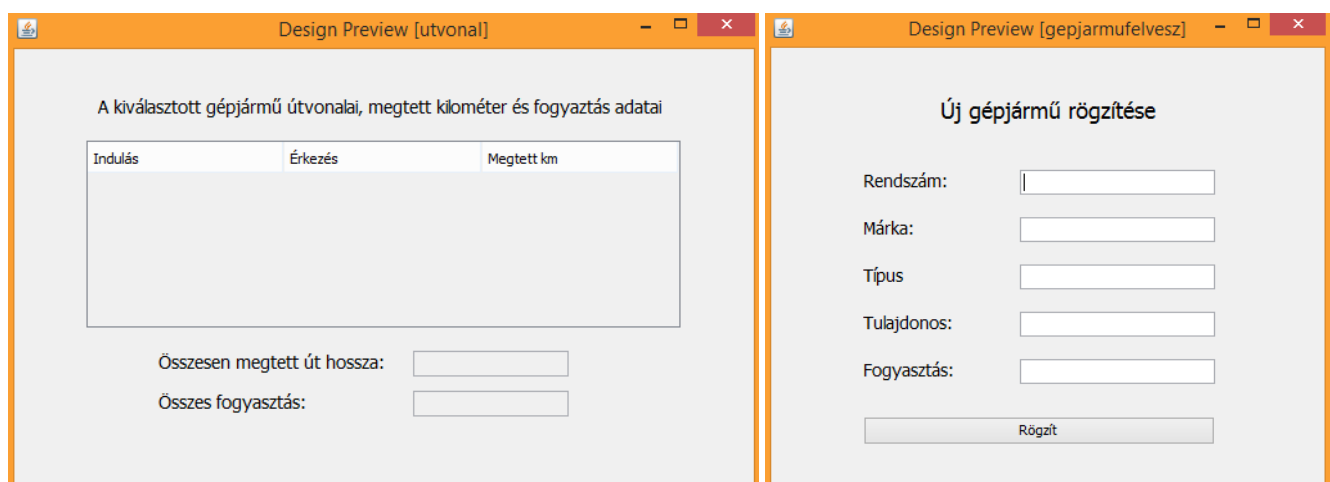 Design Preview [utvonal]
A kiválasztott gépjármű útvonalai, megtett kilométer és fogyaztás adatai
Indulás Érkezés Megtett km
Összesen megtett út hossza:
Összes fogyasztás:
Design Preview [gepjarmufelvesz]
Új gépjármű rögzítése
Rendszám:
Márka:
Típus
Tulajdonos:
Fogyasztás:
Rögzít